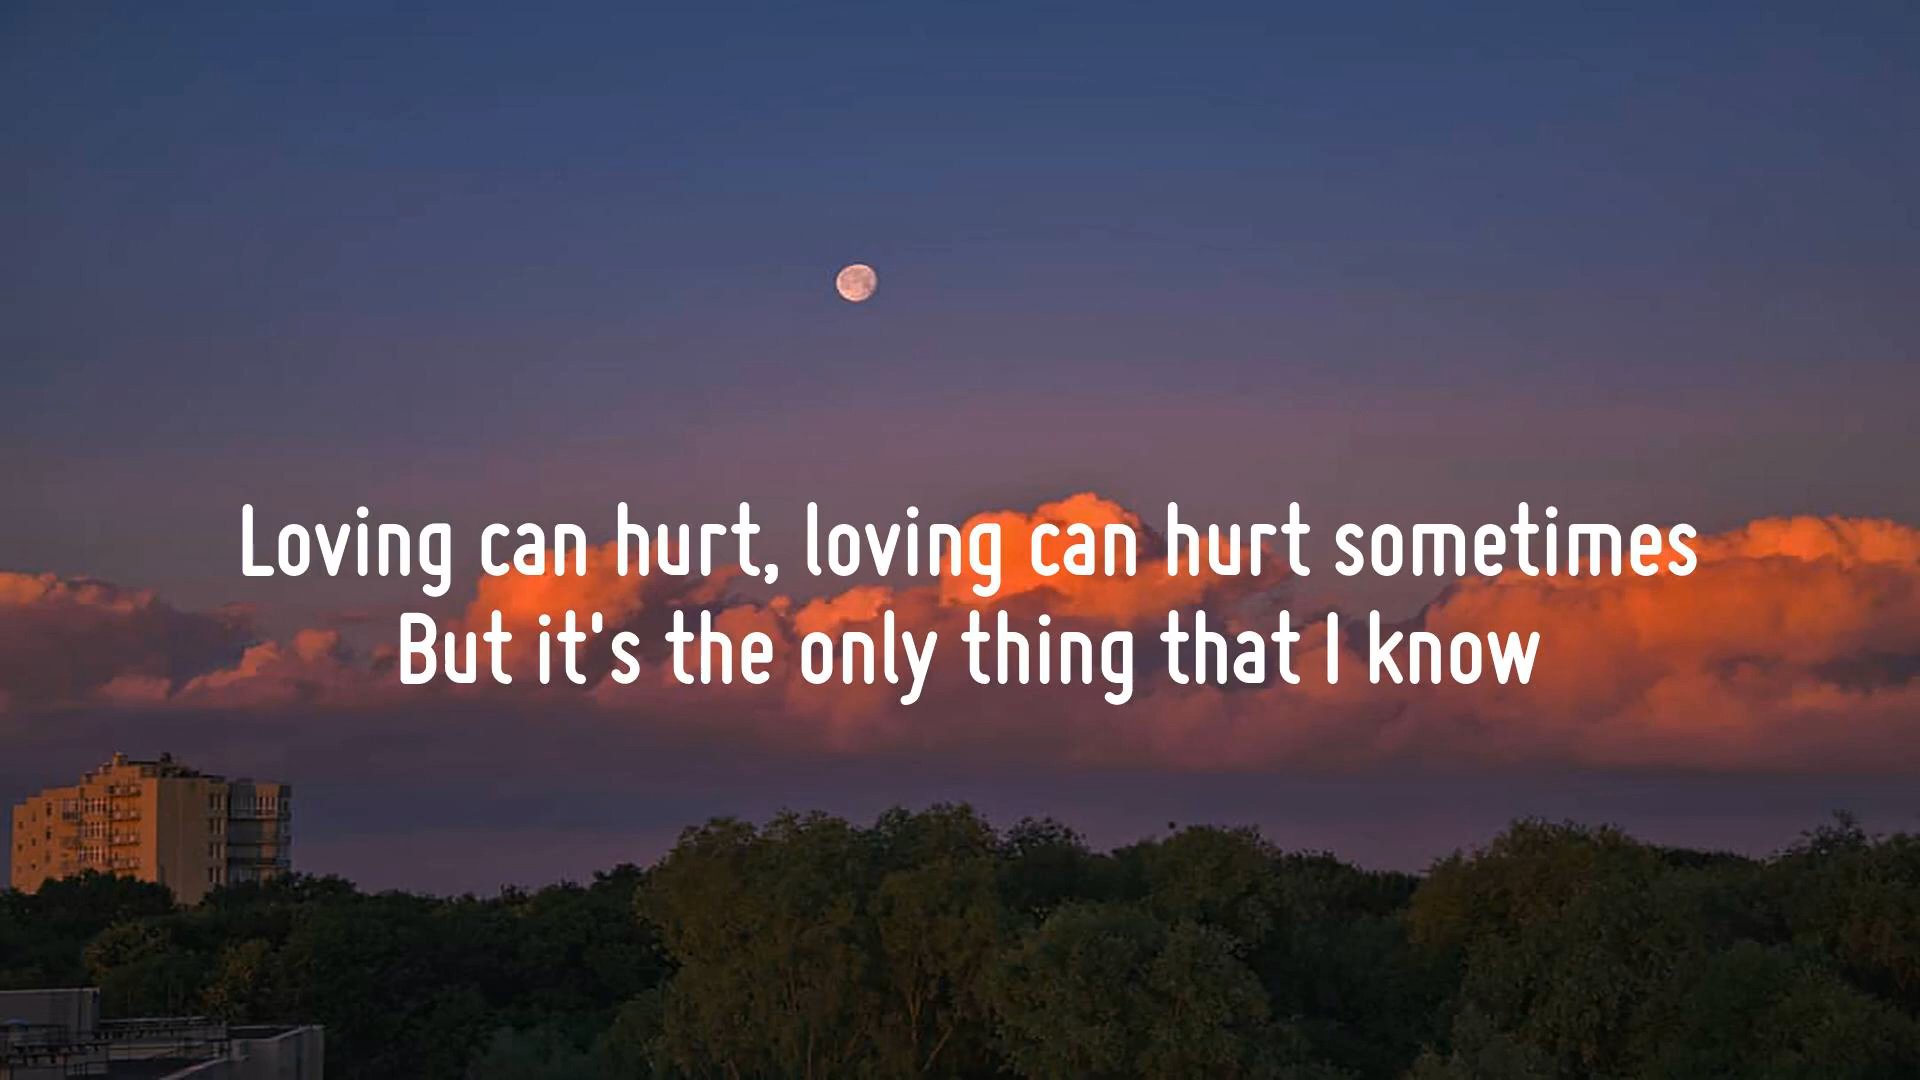 Loving can hurt, loving can hurt sometimes
But it's the only thing that I know